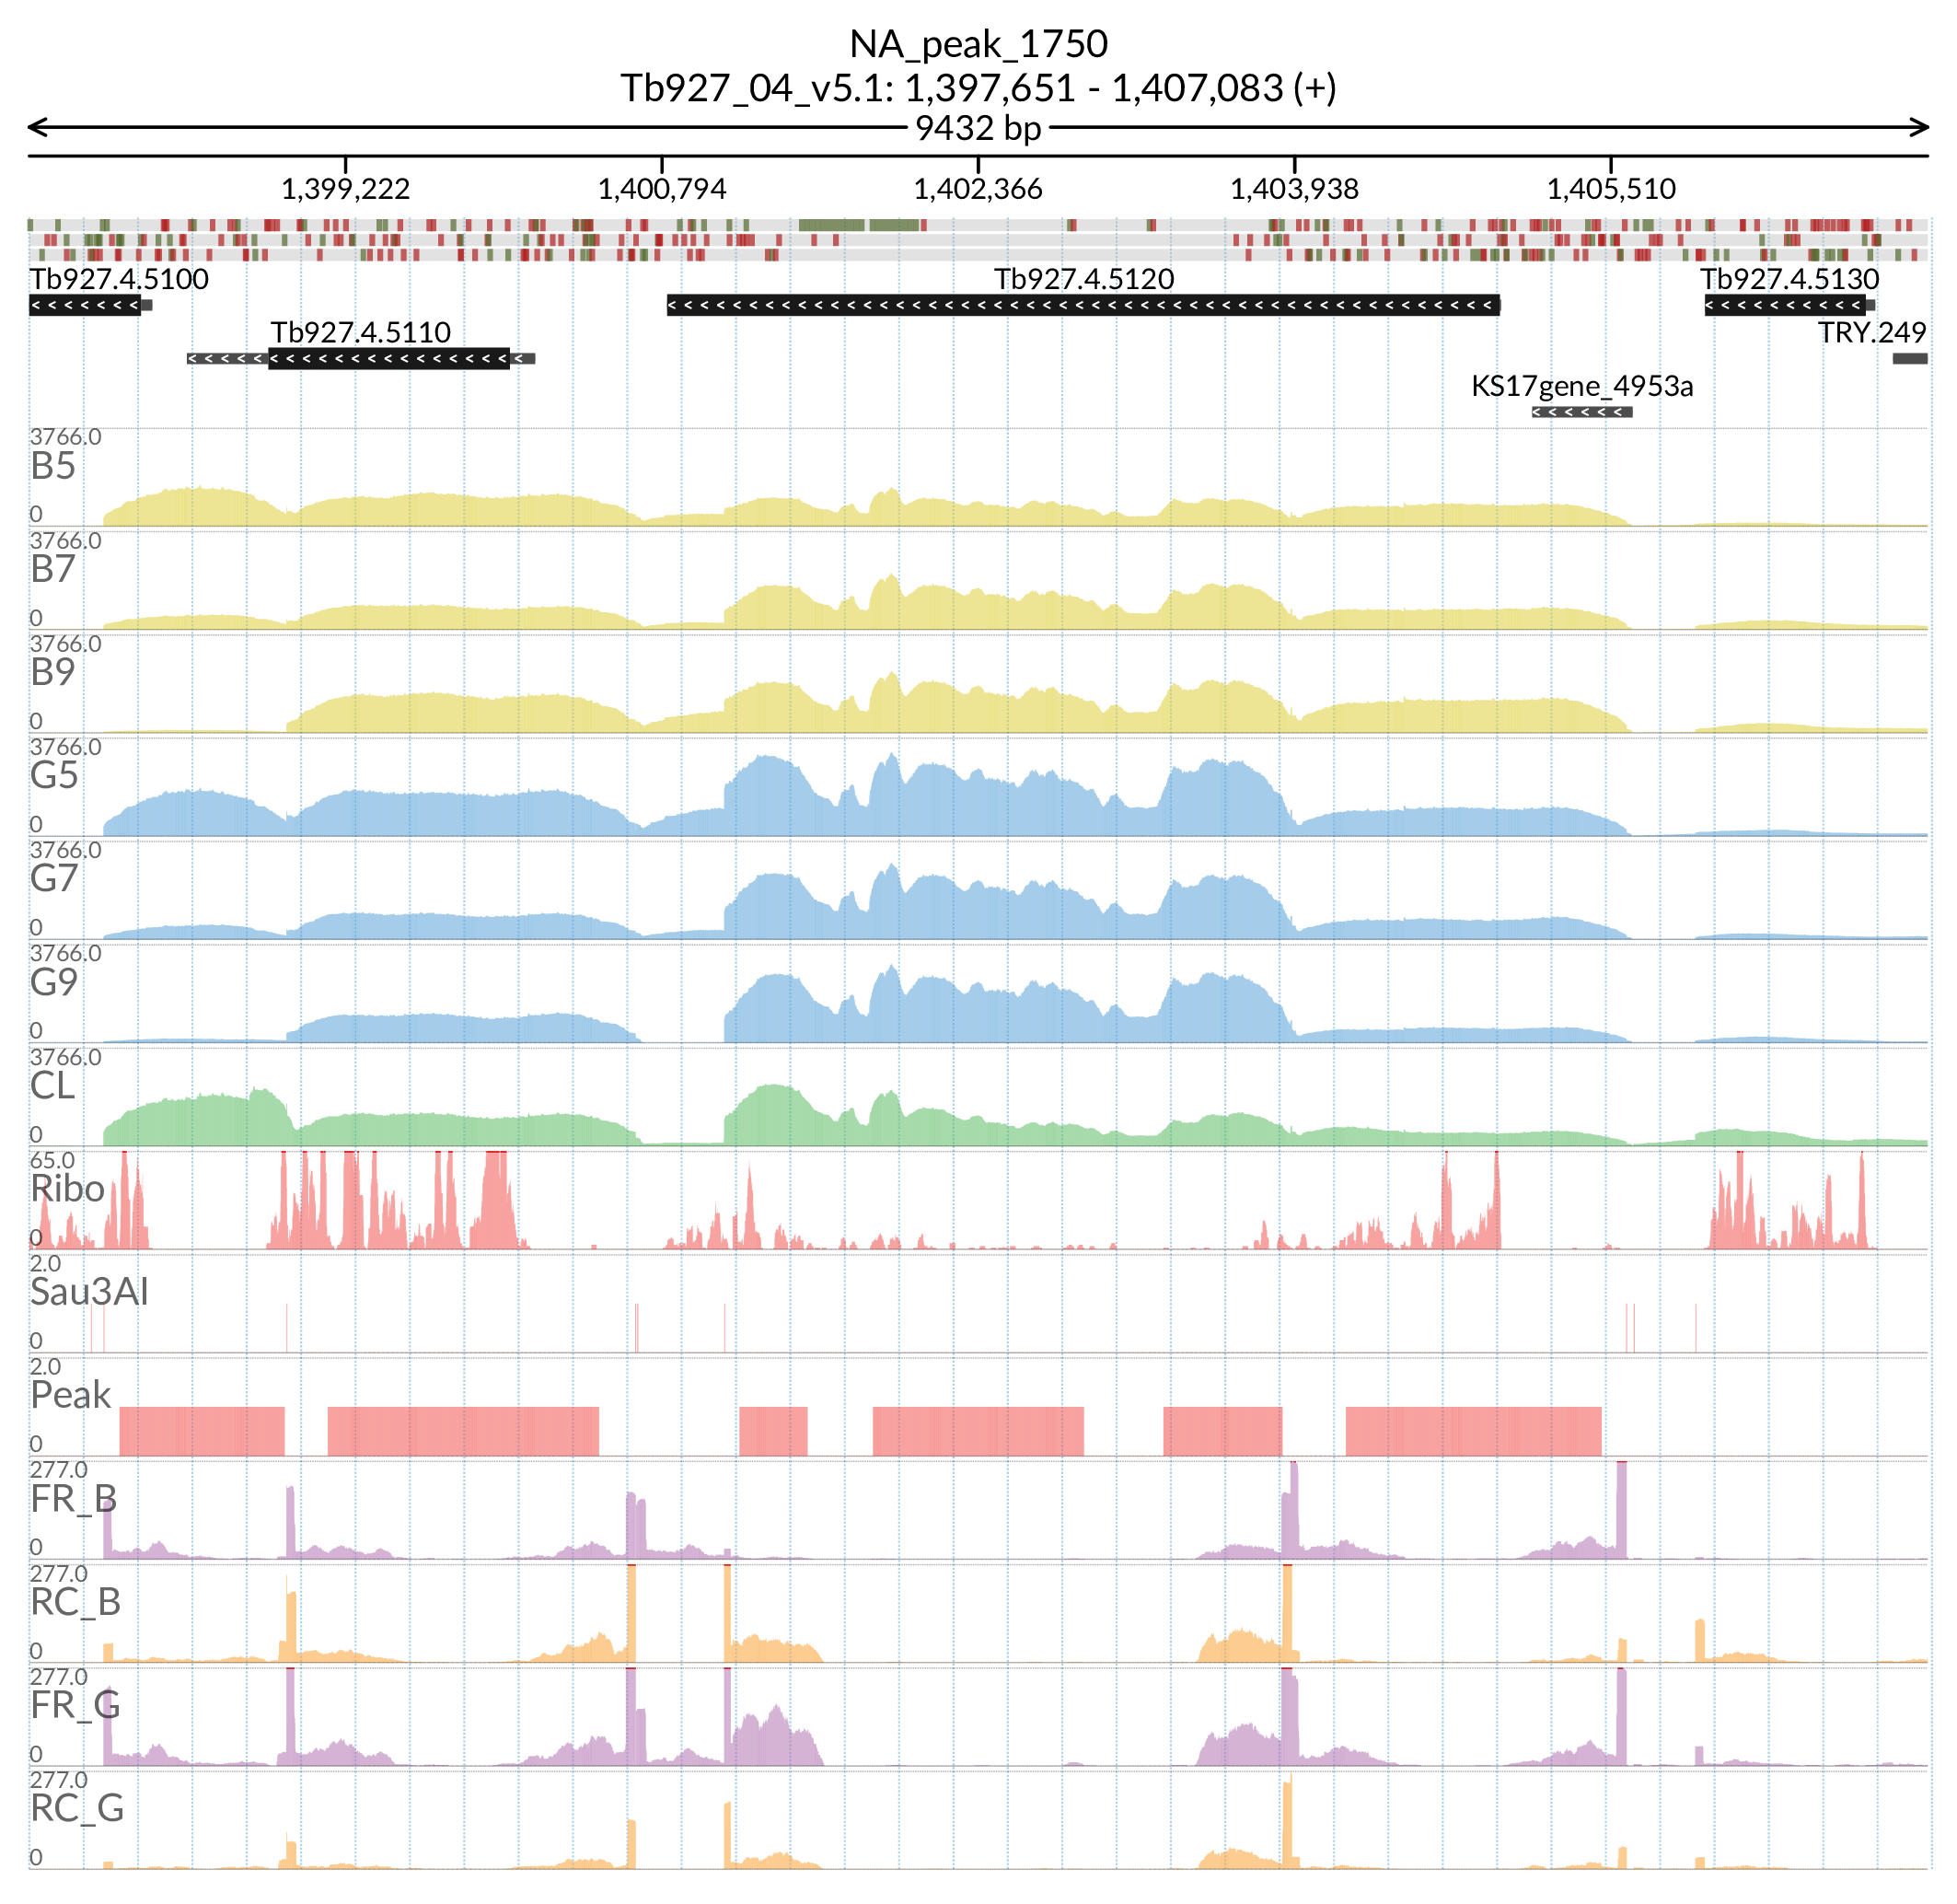 NA_peak_1750
Tb927_04_v5.1: 1,397,651 - 1,407,083 (+)
9432 bp
1,399,222 1,400,794 1,402,366 1,403,938 1,405,510
Tb927.4.5100 Tb927.4.5120 Tb927.4.5130
Tb927.4.5110 TRY.249
KS17gene_4953a
3766.0
B5
0
3766.0
B7
0
3766.0
B9
0
3766.0
G5
0
3766.0
G7
0
3766.0
G9
0
3766.0
CL
0
65.0
Ribo
0
2.0
Sau3AI
0
2.0
Peak
0
277.0
FR_B
0
277.0
RC_B
0
277.0
FR_G
0
277.0
RC_G
0